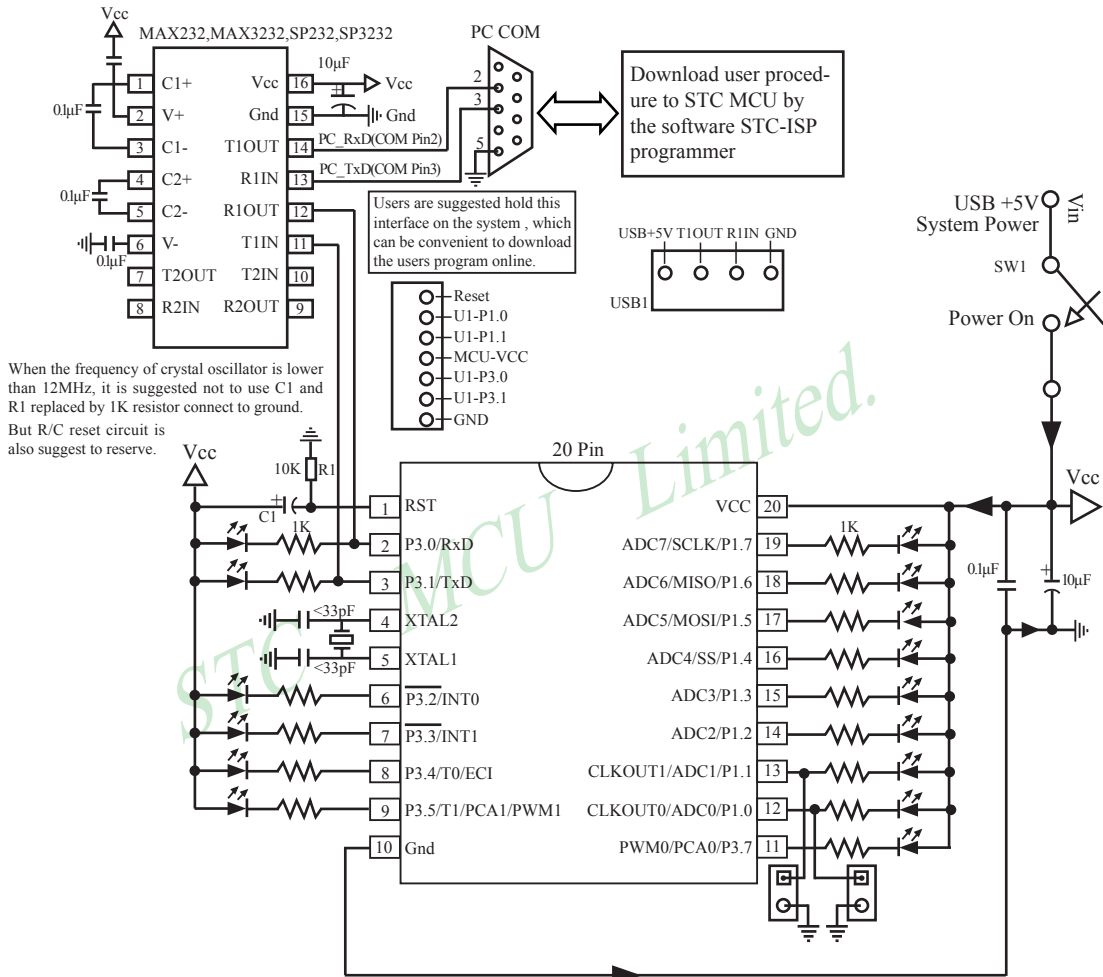 Vcc
MAX232,MAX3232,SP232,SP3232
1 C1+ Vcc 16
2 V+ Gnd 15
3 C1- T1OUT 14
4 C2+ R1IN 13
5 C2- R1OUT 12
6 V- T1IN 11
7 T2OUT T2IN 10
8 R2IN R2OUT 9
0.1µF
0.1µF
0.1µF
10µF
+
Vcc
Gnd
PC_RxD(COM Pin2)
PC_TxD(COM Pin3)
PC COM
2
3
5
Download user proced-
ure to STC MCU by
the software STC-ISP
programmer
Users are suggested hold this
interface on the system , which
can be convenient to download
the users program online.
USB+5V T1OUT R1IN GND
USB1
USB +5V
System Power
Vin
SW1
Power On
Reset
U1-P1.0
U1-P1.1
MCU-VCC
U1-P3.0
U1-P3.1
GND
When the frequency of crystal oscillator is lower
than 12MHz, it is suggested not to use C1 and
R1 replaced by 1K resistor connect to ground.
But R/C reset circuit is
also suggest to reserve.
Vcc
10K R1
+
C1
1K
<33pF
<33pF
20 Pin
1 RST
2 P3.0/RxD
3 P3.1/TxD
4 XTAL2
5 XTAL1
6 P3.2/INT0
7 P3.3/INT1
8 P3.4/T0/ECI
9 P3.5/T1/PCA1/PWM1
10 Gnd
VCC 20
ADC7/SCLK/P1.7 19
ADC6/MISO/P1.6 18
ADC5/MOSI/P1.5 17
ADC4/SS/P1.4 16
ADC3/P1.3 15
ADC2/P1.2 14
CLKOUT1/ADC1/P1.1 13
CLKOUT0/ADC0/P1.0 12
PWM0/PCA0/P3.7 11
1K
Vcc
0.1µF
+
10µF
STC MCU Limited.